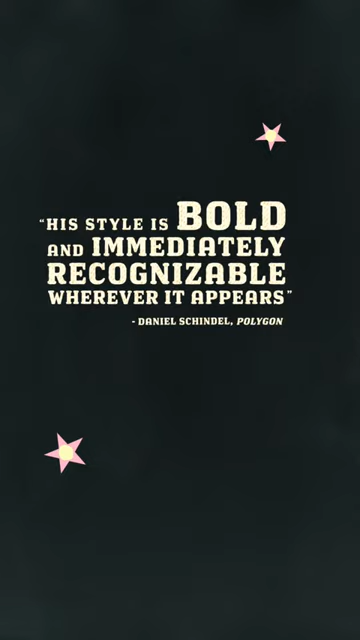 “HIS STYLE IS BOLD
AND IMMEDIATELY
RECOGNIZABLE
WHEREVER IT APPEARS”
- DANIEL SCHINDEL, POLYGON